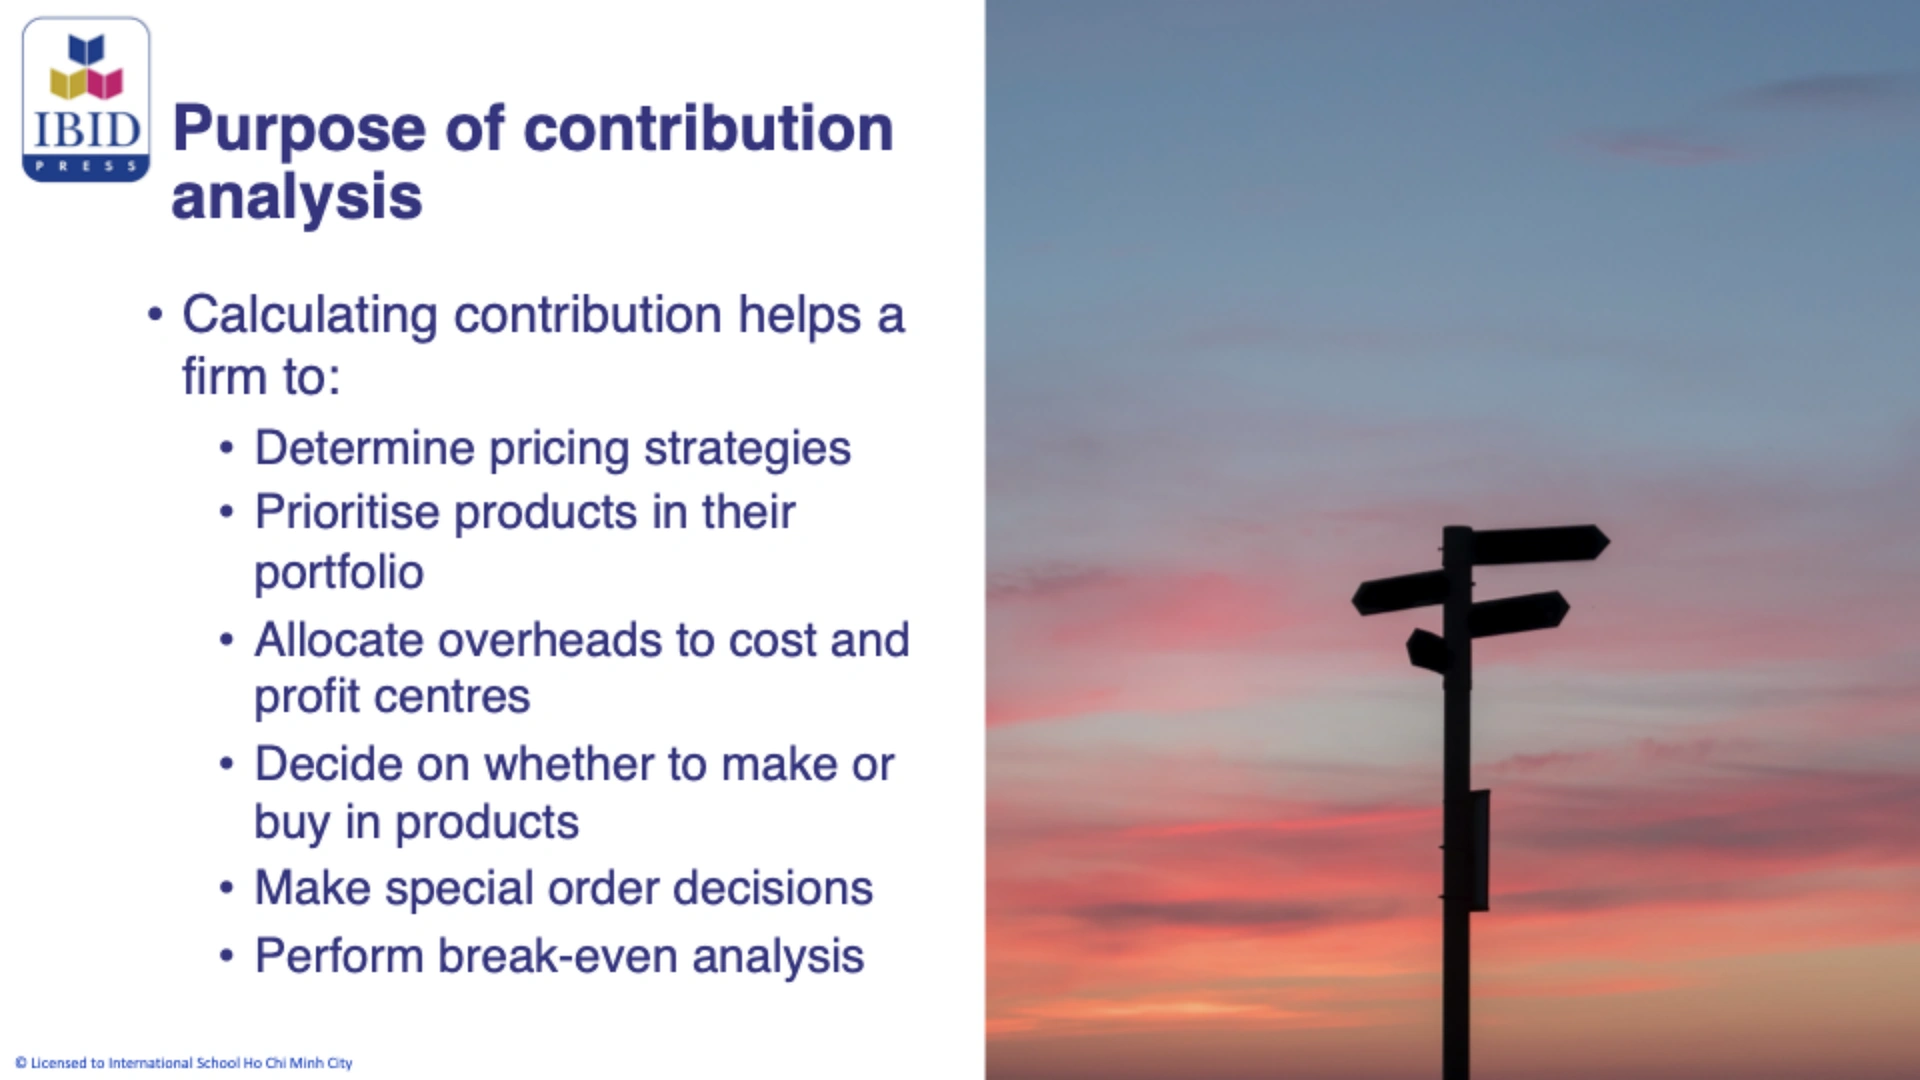 IBID
PRESS
Purpose of contribution
analysis
• Calculating contribution helps a
firm to:
• Determine pricing strategies
• Prioritise products in their
portfolio
• Allocate overheads to cost and
profit centres
• Decide on whether to make or
buy in products
• Make special order decisions
• Perform break-even analysis
© Licensed to International School Ho Chi Minh City